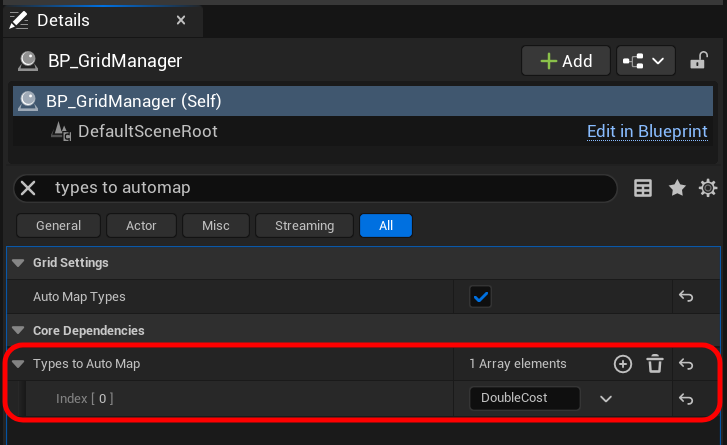 Details
BP_GridManager
Add
BP_GridManager (Self)
DefaultSceneRoot Edit in Blueprint
types to automap
General Actor Misc Streaming All
Grid Settings
Auto Map Types
Core Dependencies
Types to Auto Map 1 Array elements
Index [ 0 ] DoubleCost